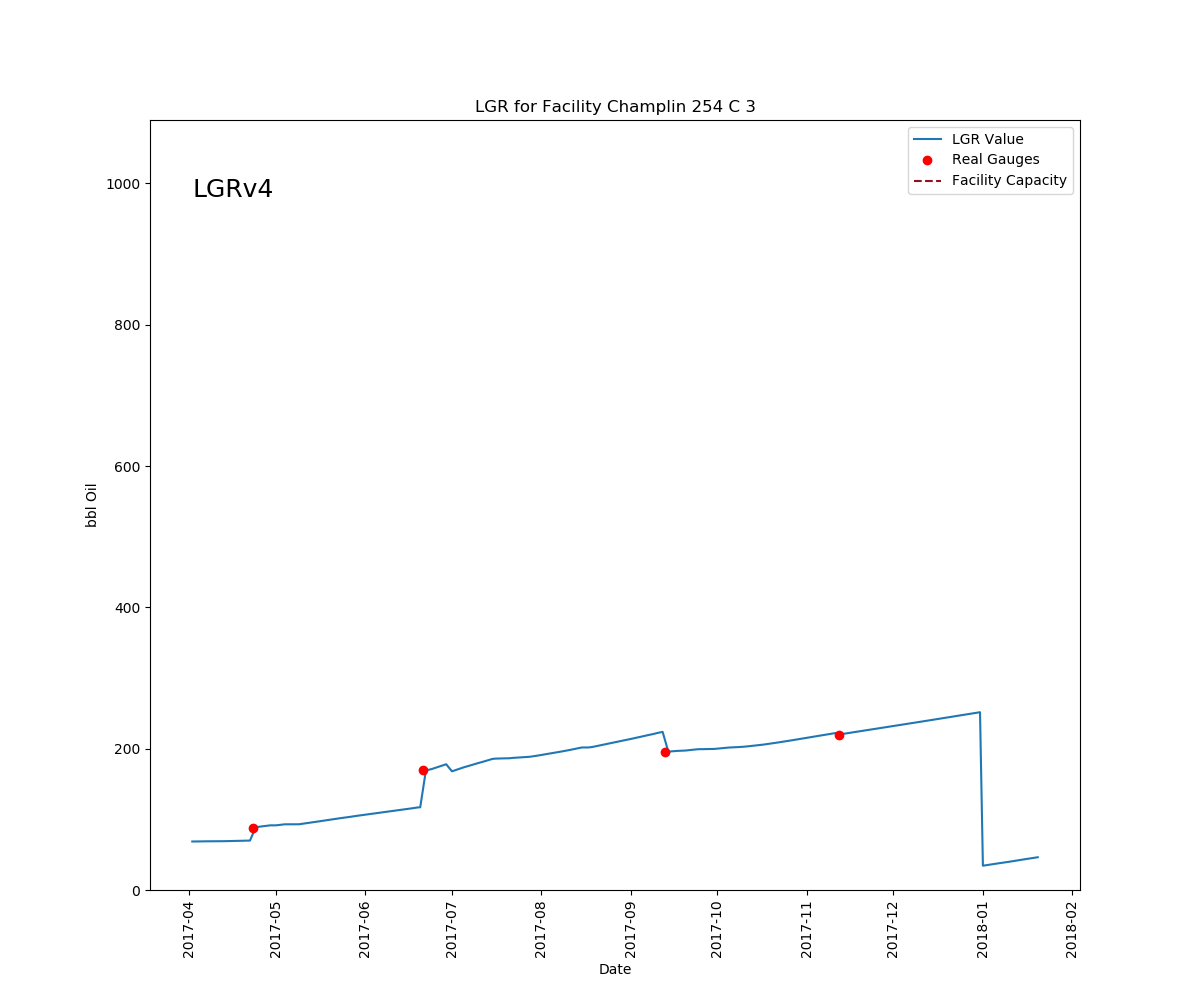 LGR for Facility Champlin 254 C 3
LGR Value
Real Gauges
Facility Capacity
LGRv4
1000
800
600
400
200
0
bbl Oil
2017-04
2017-05
2017-06
2017-07
2017-08
2017-09
2017-10
2017-11
2017-12
2018-01
2018-02
Date